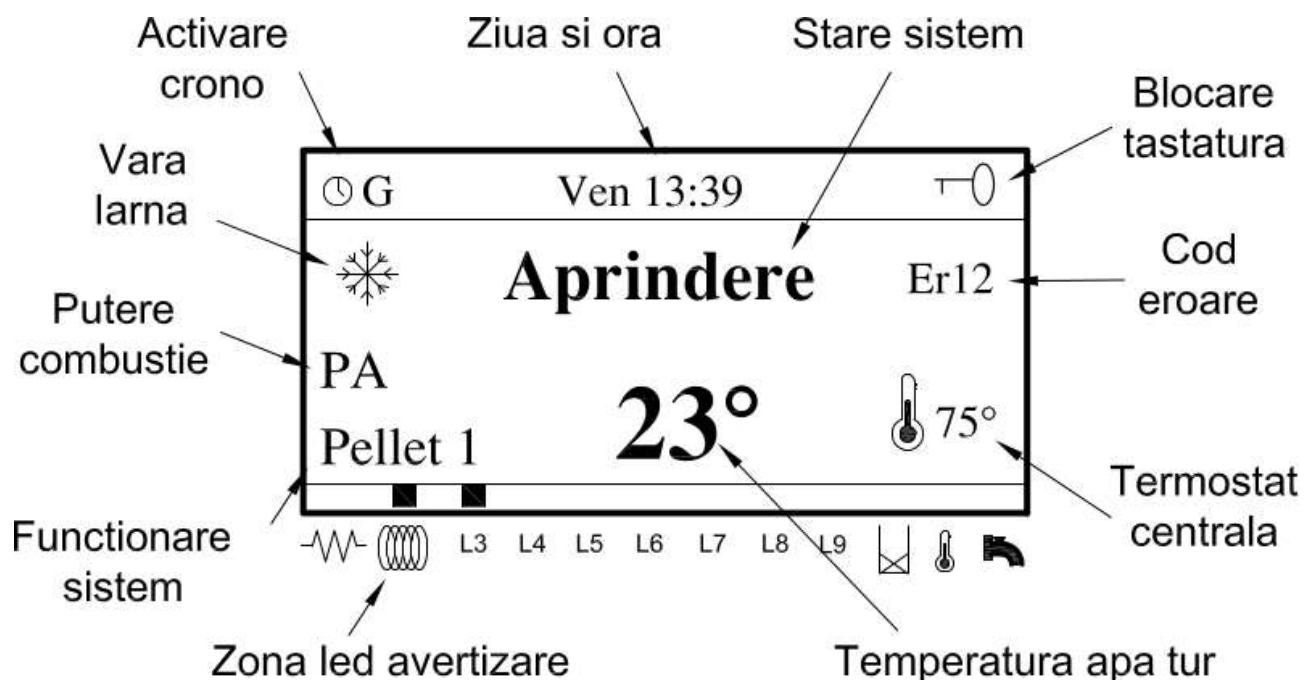 Activare
crono
Ziua si ora
Stare sistem
Blocare
tastatura
Vara
Iarna
G
Ven 13:39
Aprindere
Er12
Cod
eroare
Putere
combustie
PA
23°
75°
Pellet 1
Termostat
centrala
Functionare
sistem
L3 L4 L5 L6 L7 L8 L9
Zona led avertizare
Temperatura apa tur